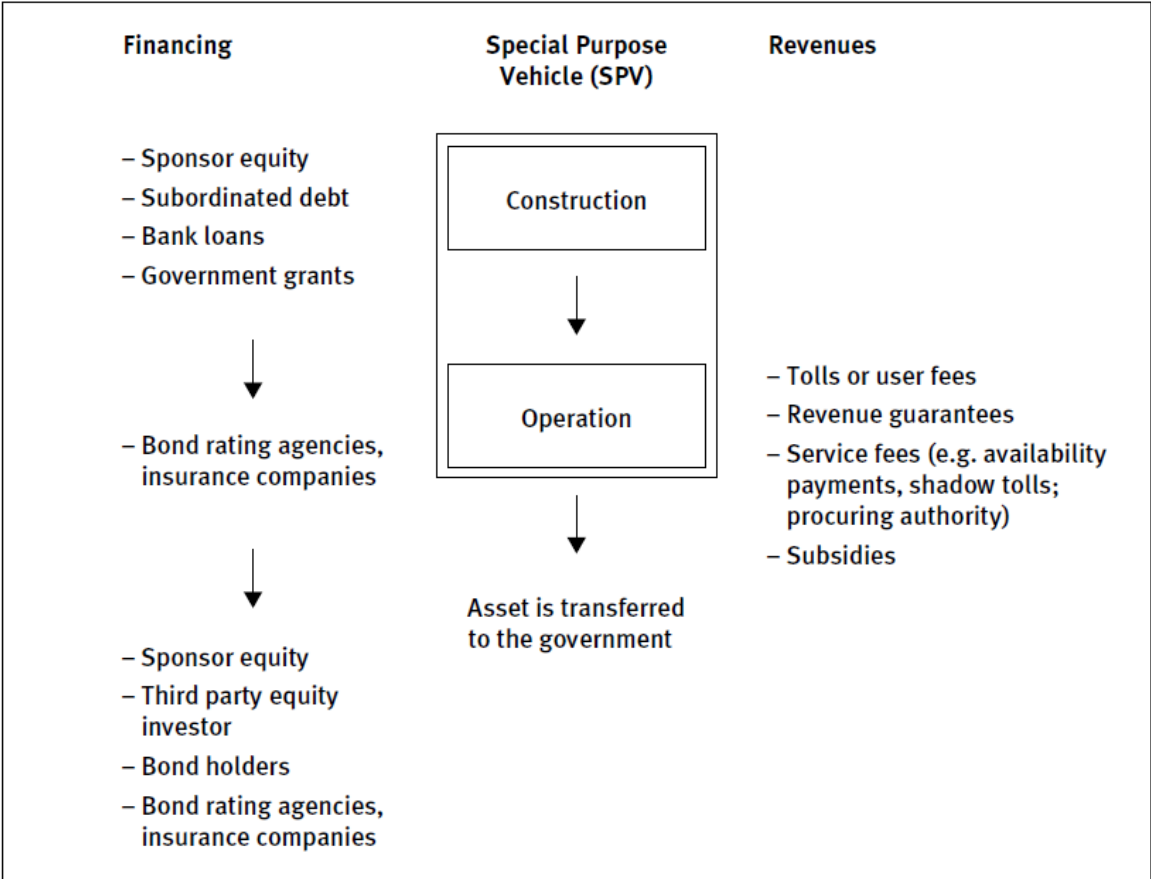 Financing
Special Purpose
Vehicle (SPV)
Revenues
– Sponsor equity
– Subordinated debt
– Bank loans
– Government grants
– Bond rating agencies,
insurance companies
– Sponsor equity
– Third party equity
investor
– Bond holders
– Bond rating agencies,
insurance companies
Construction
Operation
Asset is transferred
to the government
– Tolls or user fees
– Revenue guarantees
– Service fees (e.g. availability
payments, shadow tolls;
procuring authority)
– Subsidies